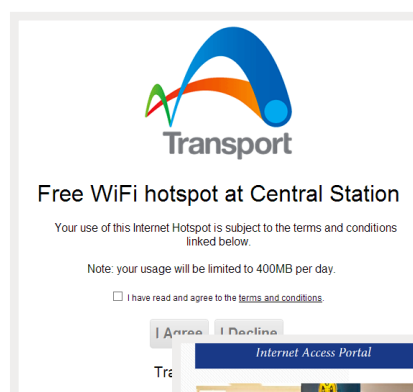 Transport
Free WiFi hotspot at Central Station
Your use of this Internet Hotspot is subject to the terms and conditions
linked below.
Note: your usage will be limited to 400MB per day.
I have read and agree to the terms and conditions.
I Agree
I Decline
Internet Access Portal